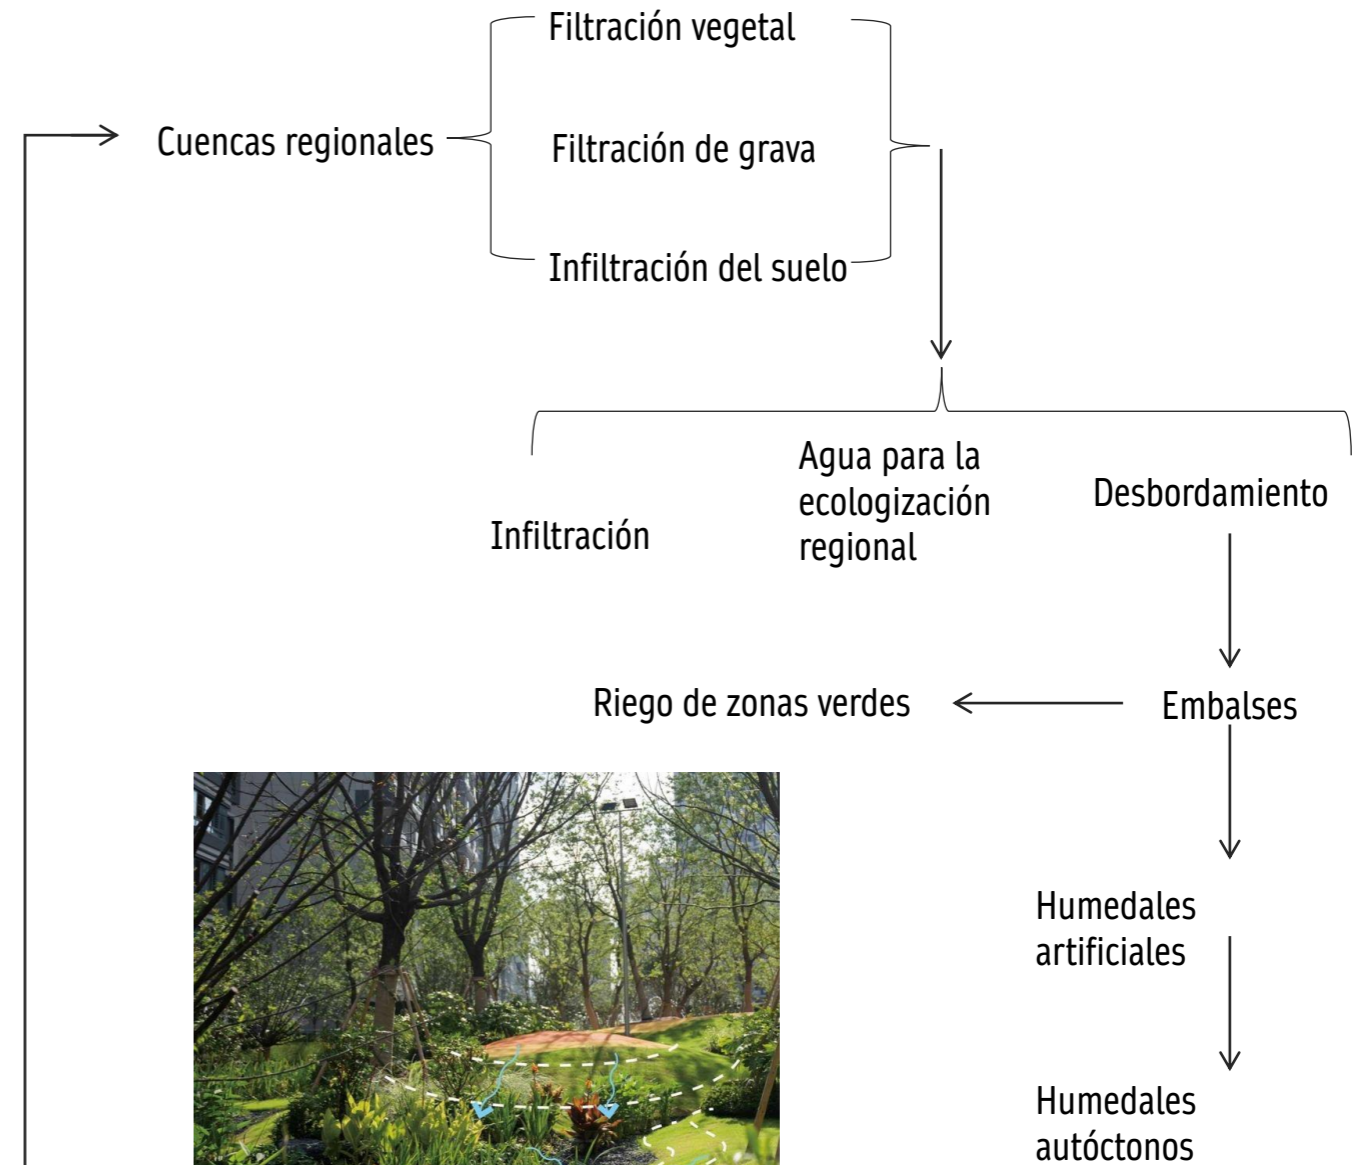 Filtración vegetal
Cuencas regionales
Filtración de grava
Infiltración del suelo
Infiltración
Agua para la
ecologización
regional
Desbordamiento
Riego de zonas verdes
Embalses
Humedales
artificiales
Humedales
autóctonos